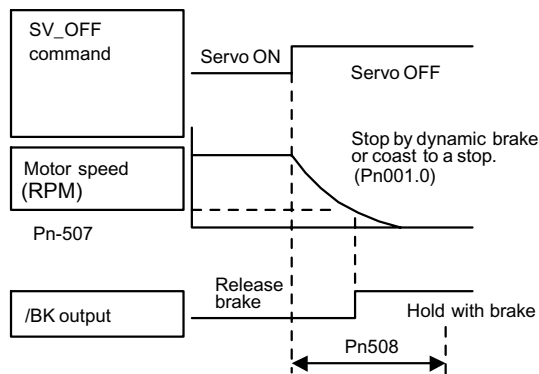 SV_OFF
command
Servo ON
Servo OFF
Stop by dynamic brake
or coast to a stop.
(Pn001.0)
Motor speed
(RPM)
Pn-507
Release
brake
/BK output
Hold with brake
Pn508